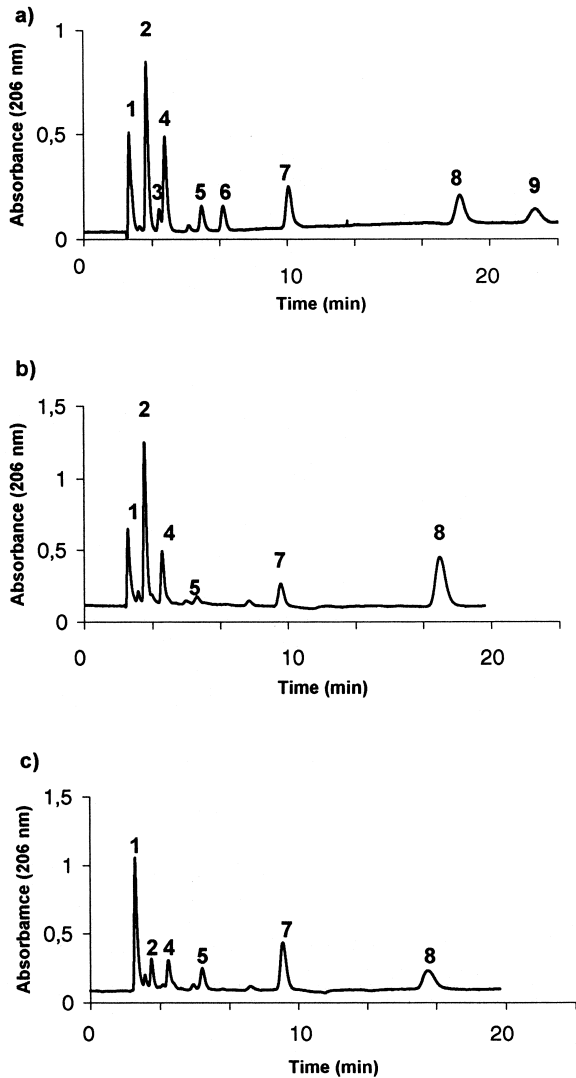 a)
Absorbance (206 nm)
1
0,5
0
1 2 3 4 5 6 7 8 9
0 10 20
Time (min)
b)
Absorbance (206 nm)
1,5
1
0,5
0
1 2 4 5 7 8
0 10 20
Time (min)
c)
Absorbamce (206 nm)
1,5
1
0,5
0
1 2 4 5 7 8
0 10 20
Time (min)